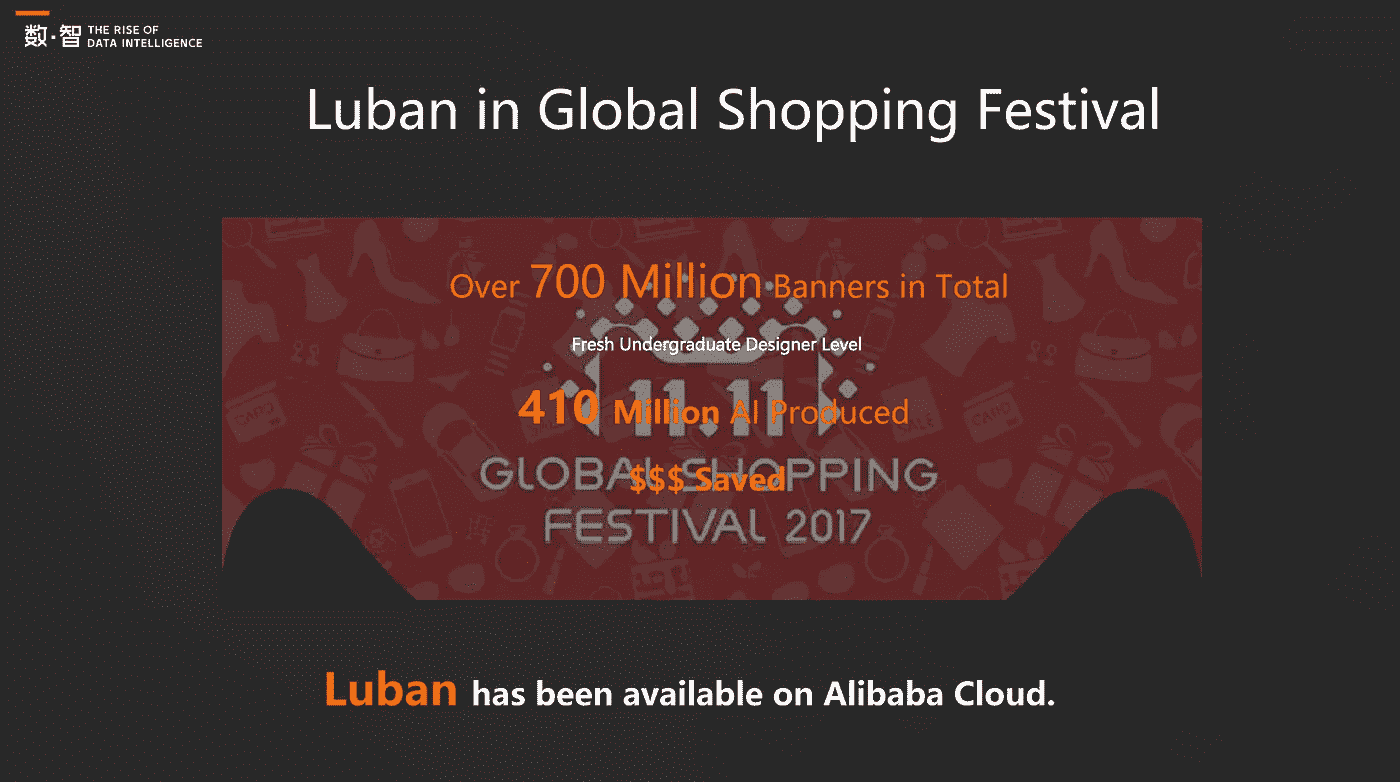 数·智 THE RISE OF
DATA INTELLIGENCE
Luban in Global Shopping Festival
Over 700 Million Banners in Total
Fresh Undergraduate Designer Level
11.11
410 Million AI Produced
GLOBAL SHOPPING
$$$ Saved
FESTIVAL 2017
Luban has been available on Alibaba Cloud.